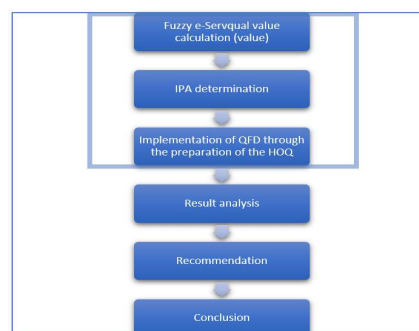 Fuzzy e-Servqual value
calculation (value)
IPA determination
Implementation of QFD through
the preparation of the HOQ
Result analysis
Recommendation
Conclusion